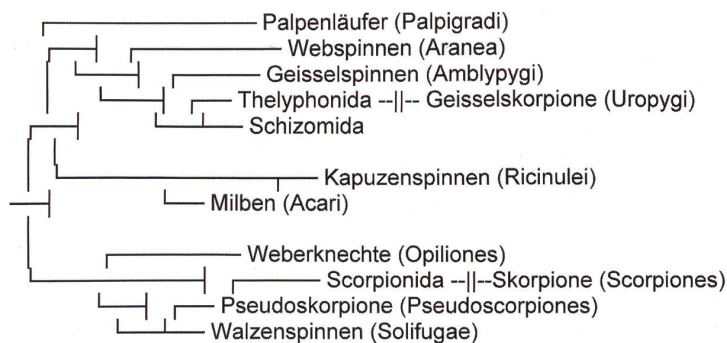 Palpenläufer (Palpigradi)
Webspinnen (Aranea)
Geisselspinnen (Amblypygi)
Thelyphonida --||-- Geisselskorpione (Uropygi)
Schizomida
Kapuzenspinnen (Ricinulei)
Milben (Acari)
Weberknechte (Opiliones)
Scorpionida --||--Skorpione (Scorpiones)
Pseudoskorpione (Pseudoscorpiones)
Walzenspinnen (Solifugae)